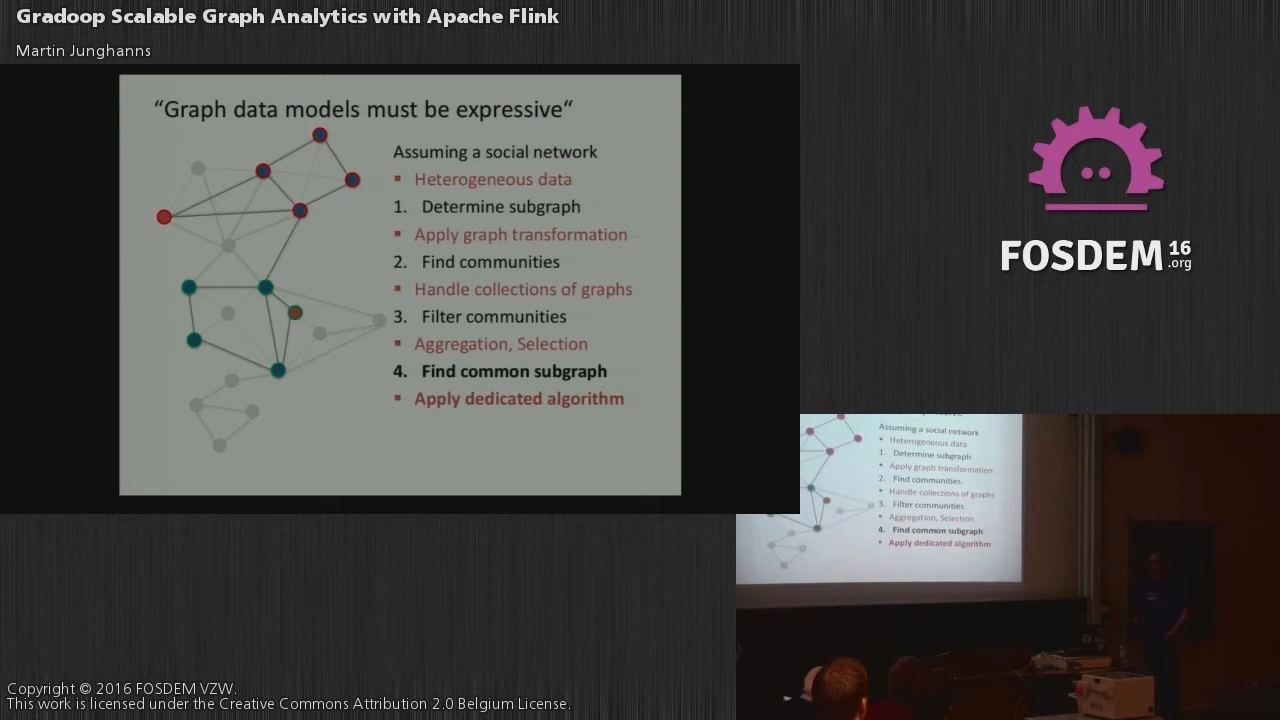 Gradoop Scalable Graph Analytics with Apache Flink
Martin Junghanns
“Graph data models must be expressive“
Assuming a social network
▪ Heterogeneous data
1. Determine subgraph
▪ Apply graph transformation
2. Find communities
▪ Handle collections of graphs
3. Filter communities
▪ Aggregation, Selection
4. Find common subgraph
▪ Apply dedicated algorithm
FOSDEM 16
.org
Assuming a social network
▪ Heterogeneous data
1. Determine subgraph
▪ Apply graph transformation
2. Find communities
▪ Handle collections of graphs
3. Filter communities
▪ Aggregation, Selection
4. Find common subgraph
▪ Apply dedicated algorithm
Copyright © 2016 FOSDEM VZW.
This work is licensed under the Creative Commons Attribution 2.0 Belgium License.